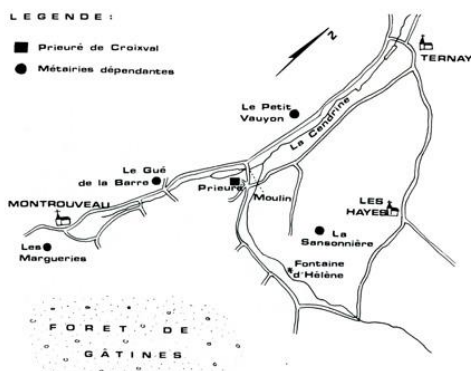 LEGENDE :
Prieuré de Croixval
Métairies dépendantes
N
TERNAY
Le Petit
Vauyon
La Cendrine
Le Gué
de la Barre
Prieuré
Moulin
MONTROUVEAU
LES
HAYES
Les
Margueries
La
Sansonnière
Fontaine
d'Hélène
FORET DE
GÂTINES